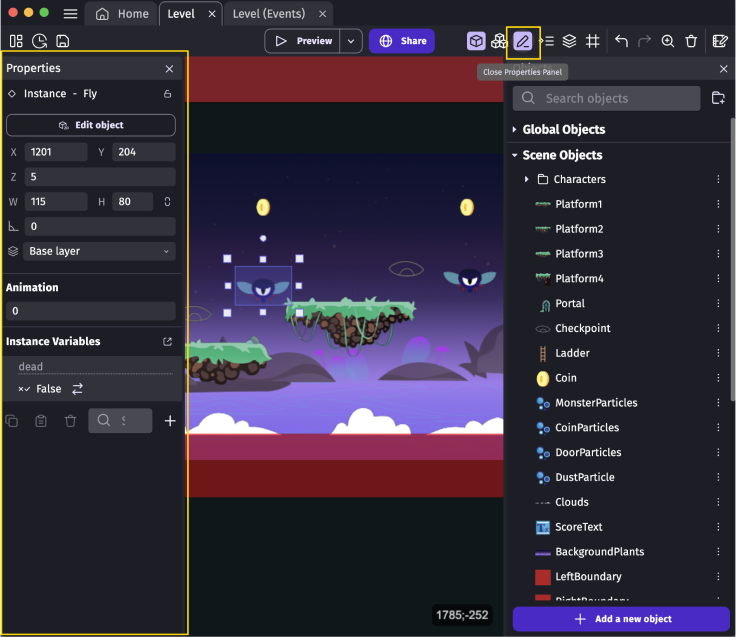 Home
Level
Level (Events)
Preview
Share
Close Properties Panel
Properties
Instance - Fly
Edit object
X 1201 Y 204
Z 5
W 115 H 80
0
Base layer
Animation
0
Instance Variables
dead
False
Search objects
Global Objects
Scene Objects
Characters
Platform1
Platform2
Platform3
Platform4
Portal
Checkpoint
Ladder
Coin
MonsterParticles
CoinParticles
DoorParticles
DustParticle
Clouds
ScoreText
BackgroundPlants
LeftBoundary
RightBoundary
Add a new object
1785;-252